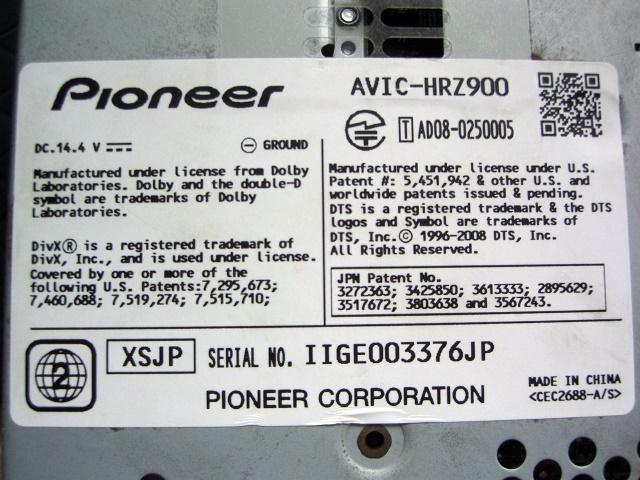 Pioneer
AVIC-HRZ900
T AD08-0250005
DC.14.4 V
GROUND
Manufactured under license from Dolby
Laboratories. Dolby and the double-D
symbol are trademarks of Dolby
Laboratories.
DivX® is a registered trademark of
DivX, Inc., and is used under license.
Covered by one or more of the
following U.S. Patents:7,295,673;
7,460,688; 7,519,274; 7,515,710;
Manufactured under license under U.S.
Patent #: 5,451,942 & other U.S. and
worldwide patents issued & pending.
DTS is a registered trademark & the DTS
logos and Symbol are trademarks of
DTS, Inc.© 1996-2008 DTS, Inc.
All Rights Reserved.
JPN Patent No.
3272363; 3425850; 3613333; 2895629;
3517672; 3803638 and 3567243.
2
XSJP
SERIAL NO. IIGE003376JP
PIONEER CORPORATION
MADE IN CHINA
<CEC2688-A/S>